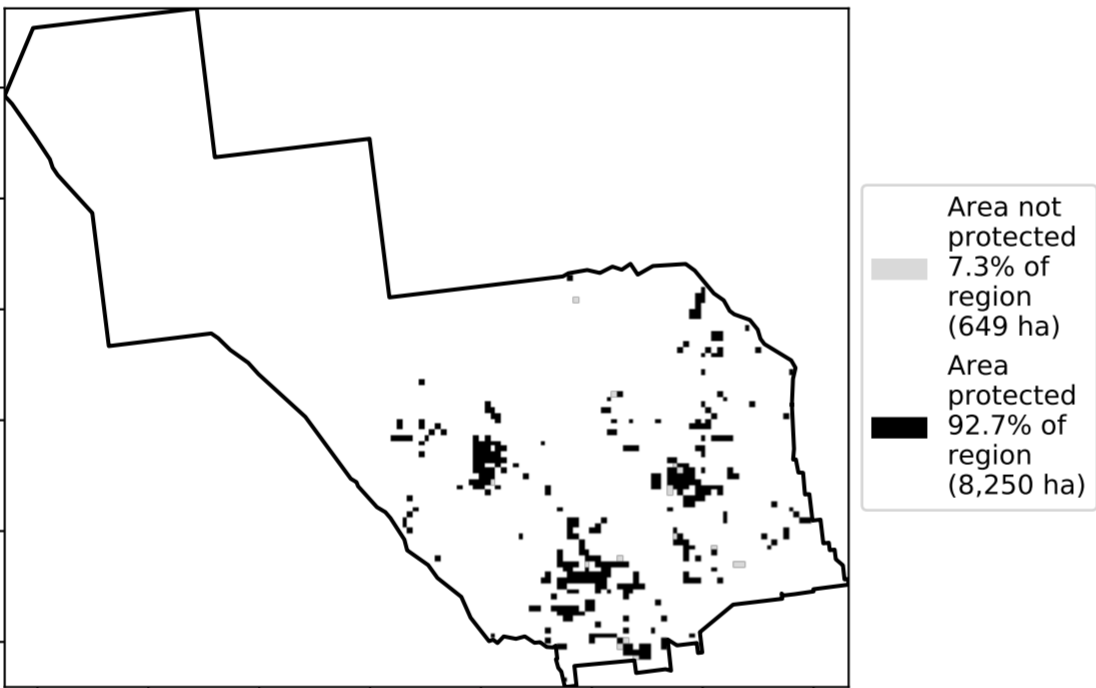 Area not
protected
7.3% of
region
(649 ha)
Area
protected
92.7% of
region
(8,250 ha)